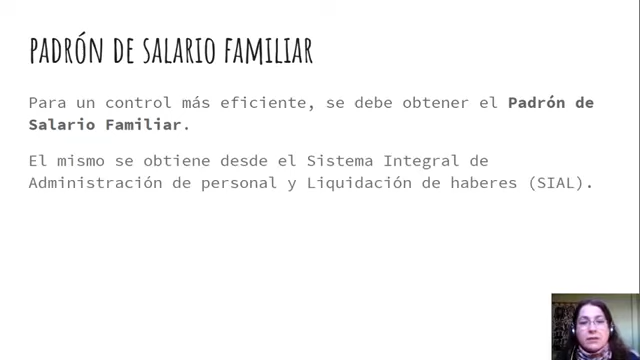 PADRÓN DE SALARIO FAMILIAR
Para un control más eficiente, se debe obtener el Padrón de
Salario Familiar.
El mismo se obtiene desde el Sistema Integral de
Administración de personal y Liquidación de haberes (SIAL).